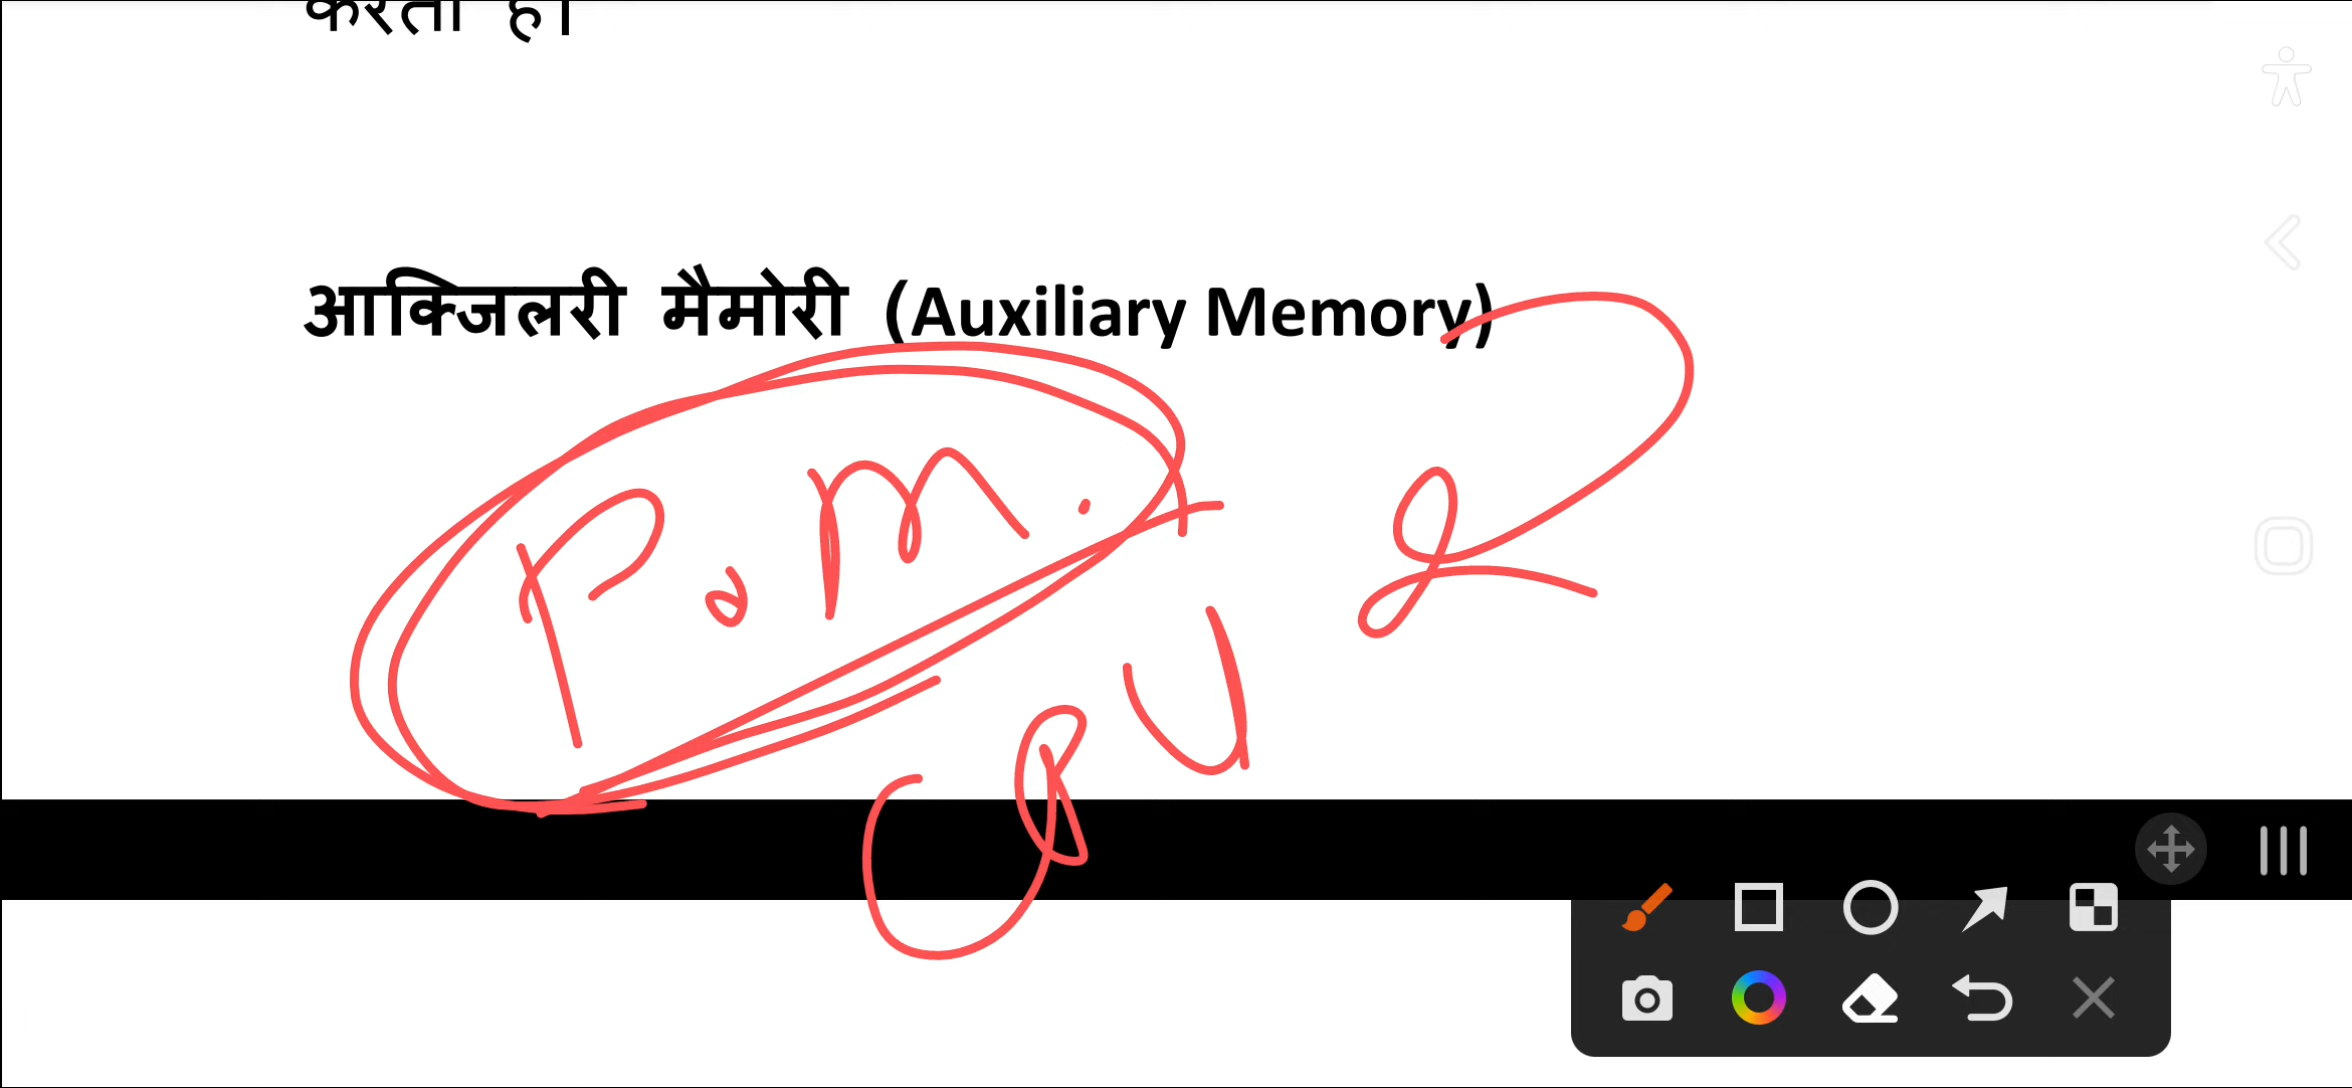 करता है।
आक्जिलरी मैमोरी (Auxiliary Memory)
P. M.
CPU